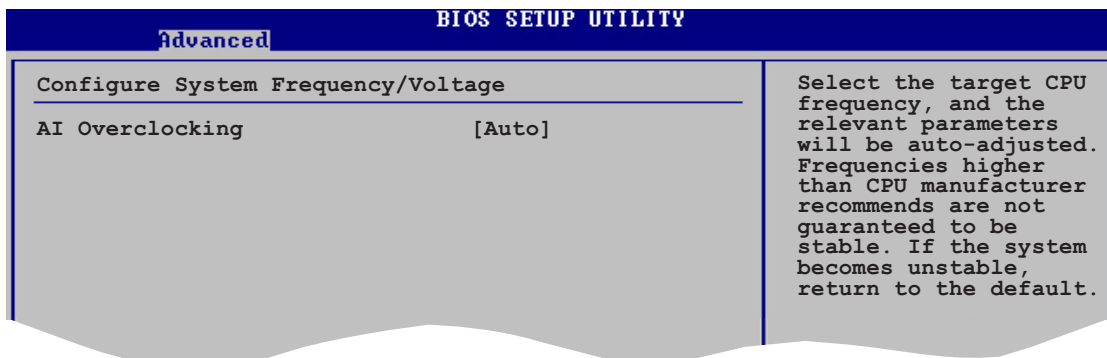 BIOS SETUP UTILITY
Advanced
Configure System Frequency/Voltage
AI Overclocking [Auto]
Select the target CPU
frequency, and the
relevant parameters
will be auto-adjusted.
Frequencies higher
than CPU manufacturer
recommends are not
guaranteed to be
stable. If the system
becomes unstable,
return to the default.